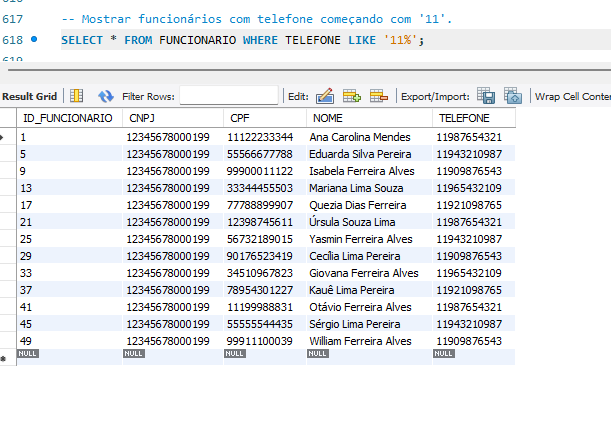 617 -- Mostrar funcionários com telefone começando com '11'.
618 SELECT * FROM FUNCIONARIO WHERE TELEFONE LIKE '11%';
Result Grid Filter Rows: Edit: Export/Import: Wrap Cell Conten
ID_FUNCIONARIO CNPJ CPF NOME TELEFONE
1 12345678000199 11122233344 Ana Carolina Mendes 11987654321
5 12345678000199 55566677788 Eduarda Silva Pereira 11943210987
9 12345678000199 99900011122 Isabela Ferreira Alves 11909876543
13 12345678000199 33344455503 Mariana Lima Souza 11965432109
17 12345678000199 77788899907 Quezia Dias Ferreira 11921098765
21 12345678000199 12398745611 Úrsula Souza Lima 11987654321
25 12345678000199 56732189015 Yasmin Ferreira Alves 11943210987
29 12345678000199 90176523419 Cecília Lima Pereira 11909876543
33 12345678000199 34510967823 Giovana Ferreira Alves 11965432109
37 12345678000199 78954301227 Kauê Lima Pereira 11921098765
41 12345678000199 11199988831 Otávio Ferreira Alves 11987654321
45 12345678000199 55555544435 Sérgio Lima Pereira 11943210987
49 12345678000199 99911100039 William Ferreira Alves 11909876543
NULL NULL NULL NULL NULL